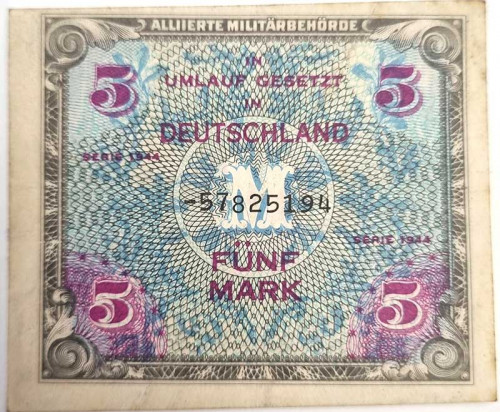 ALLIIERTE MILITÄRBEHÖRDE
5 IN 5
UMLAUF GESETZT
IN
DEUTSCHLAND
SERIE 1944
M
-57825194
SERIE 1944
FÜNF
MARK
5 5